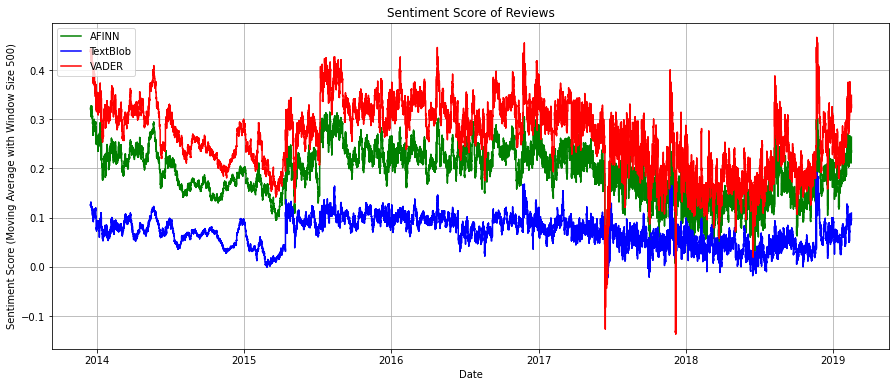 Sentiment Score of Reviews
AFINN
TextBlob
VADER
Sentiment Score (Moving Average with Window Size 500)
0.4
0.3
0.2
0.1
0.0
−0.1
2014
2015
2016
2017
2018
2019
Date